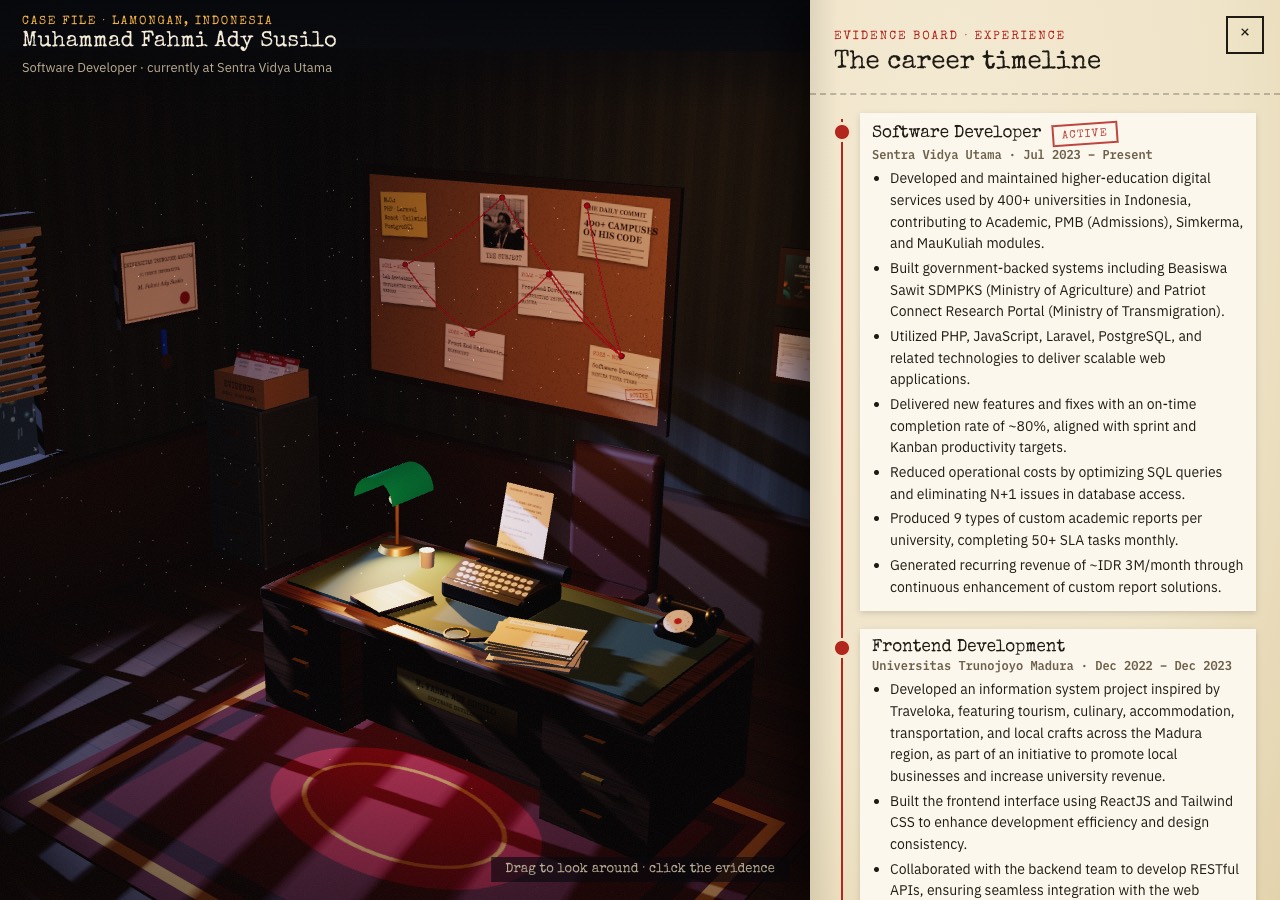 CASE FILE · LAMONGAN, INDONESIA
Muhammad Fahmi Ady Susilo
Software Developer · currently at Sentra Vidya Utama
THE DAILY COMMIT
400+ CAMPUSES
ON HIS CODE
THE SUBJECT
Frontend Development
Front End Engineering
Software Developer
EVIDENCE
Drag to look around · click the evidence
EVIDENCE BOARD · EXPERIENCE
The career timeline
×
Software Developer ACTIVE
Sentra Vidya Utama · Jul 2023 – Present
• Developed and maintained higher-education digital
services used by 400+ universities in Indonesia,
contributing to Academic, PMB (Admissions), Simkerma,
and MauKuliah modules.
• Built government-backed systems including Beasiswa
Sawit SDMPKS (Ministry of Agriculture) and Patriot
Connect Research Portal (Ministry of Transmigration).
• Utilized PHP, JavaScript, Laravel, PostgreSQL, and
related technologies to deliver scalable web
applications.
• Delivered new features and fixes with an on-time
completion rate of ~80%, aligned with sprint and
Kanban productivity targets.
• Reduced operational costs by optimizing SQL queries
and eliminating N+1 issues in database access.
• Produced 9 types of custom academic reports per
university, completing 50+ SLA tasks monthly.
• Generated recurring revenue of ~IDR 3M/month through
continuous enhancement of custom report solutions.
Frontend Development
Universitas Trunojoyo Madura · Dec 2022 – Dec 2023
• Developed an information system project inspired by
Traveloka, featuring tourism, culinary, accommodation,
transportation, and local crafts across the Madura
region, as part of an initiative to promote local
businesses and increase university revenue.
• Built the frontend interface using ReactJS and Tailwind
CSS to enhance development efficiency and design
consistency.
• Collaborated with the backend team to develop RESTful
APIs, ensuring seamless integration with the web